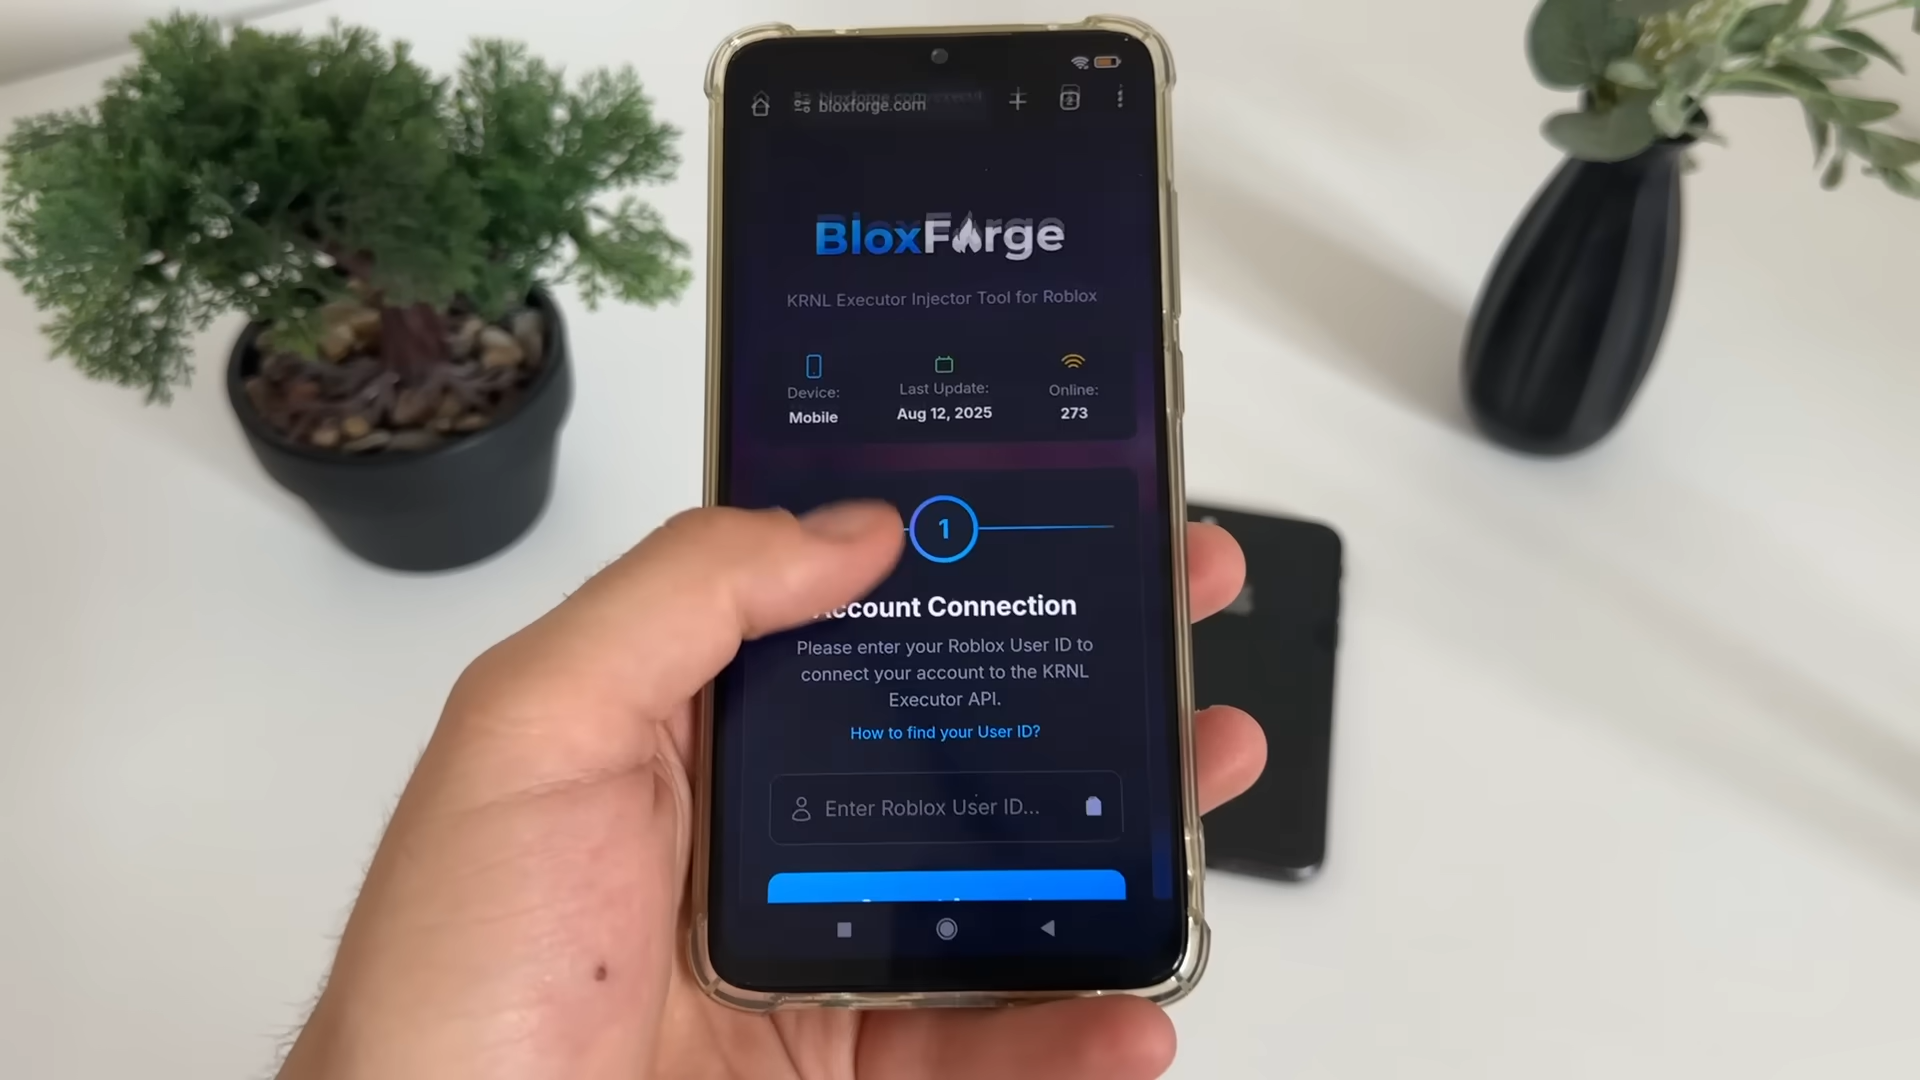 bloxforge.com
2
BloxForge
KRNL Executor Injector Tool for Roblox
Device:
Mobile
Last Update:
Aug 12, 2025
Online:
273
1
Account Connection
Please enter your Roblox User ID to
connect your account to the KRNL
Executor API.
How to find your User ID?
Enter Roblox User ID...